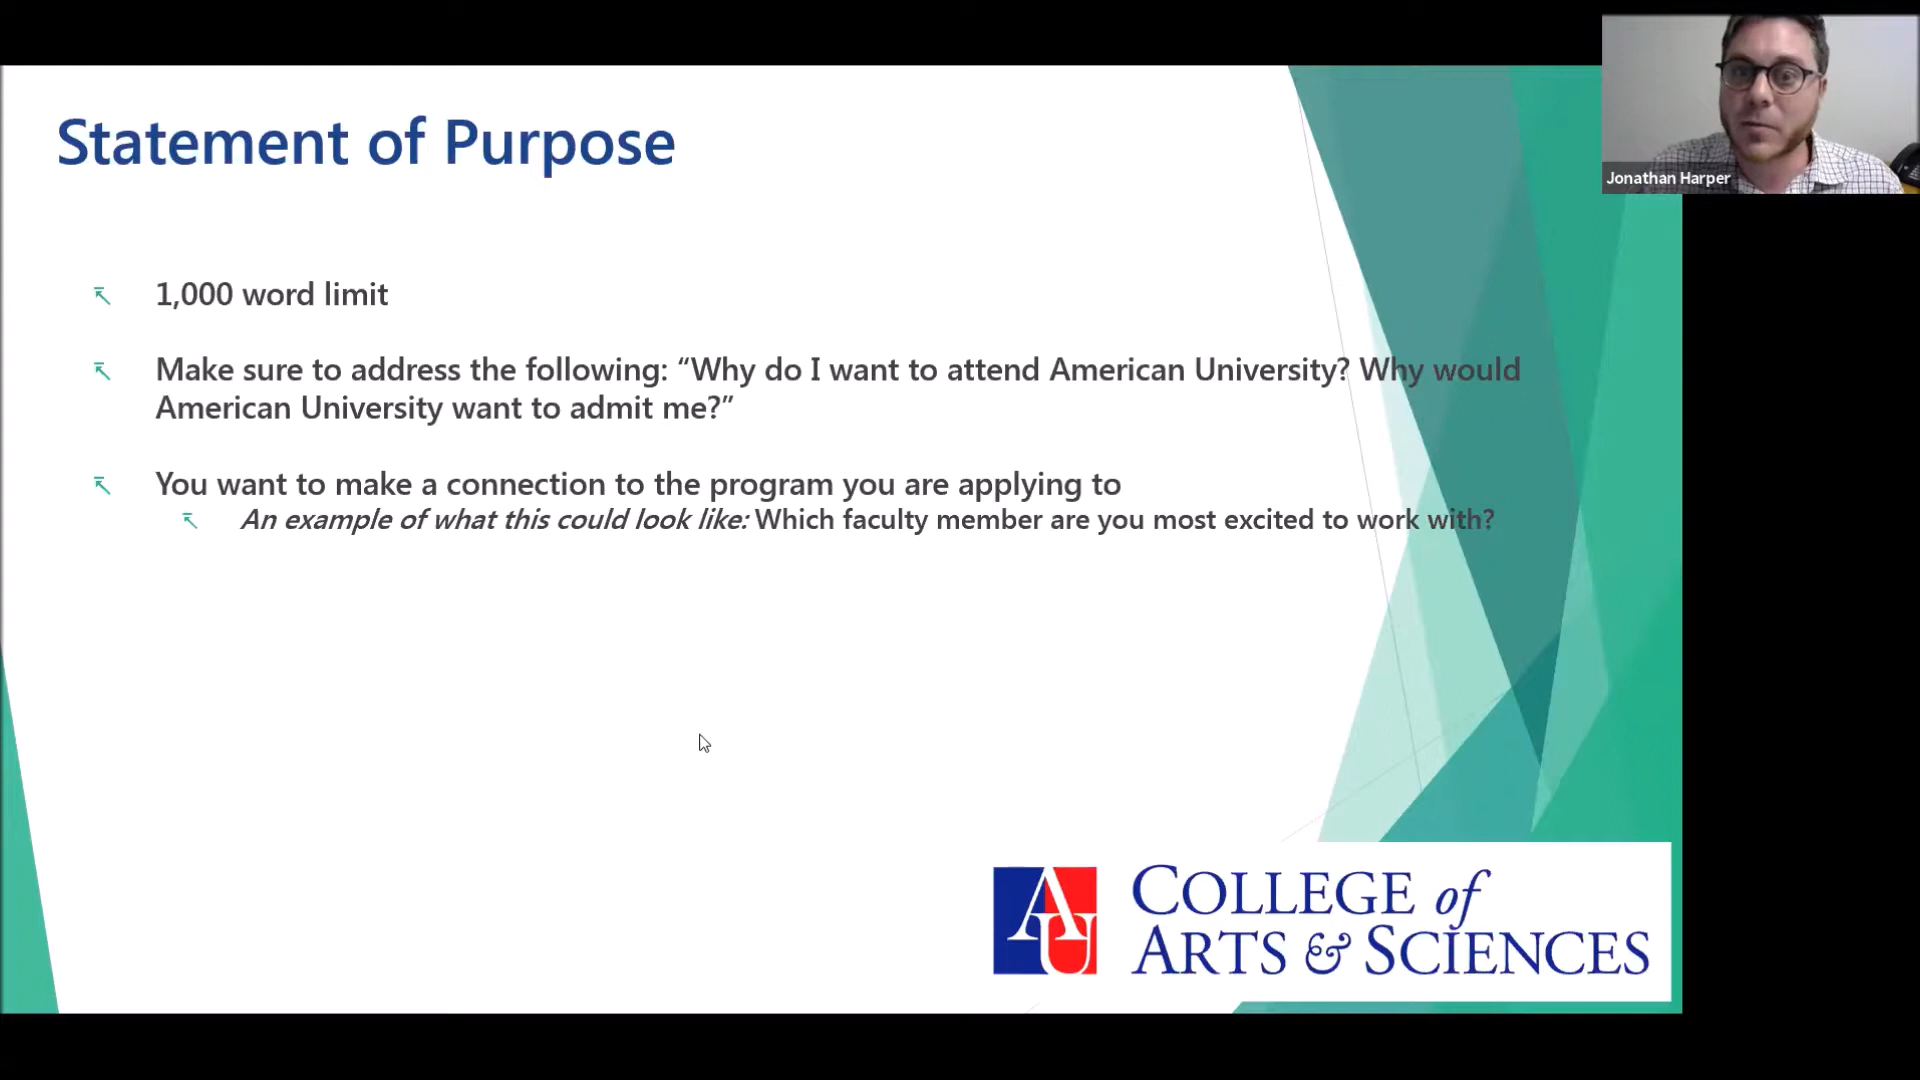 Statement of Purpose
1,000 word limit
Make sure to address the following: “Why do I want to attend American University? Why would
American University want to admit me?”
You want to make a connection to the program you are applying to
An example of what this could look like: Which faculty member are you most excited to work with?
Jonathan Harper
AU
COLLEGE of
ARTS & SCIENCES